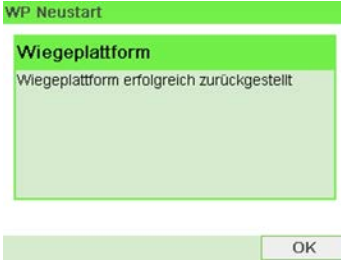 WP Neustart
Wiegeplattform
Wiegeplattform erfolgreich zurückgestellt
OK